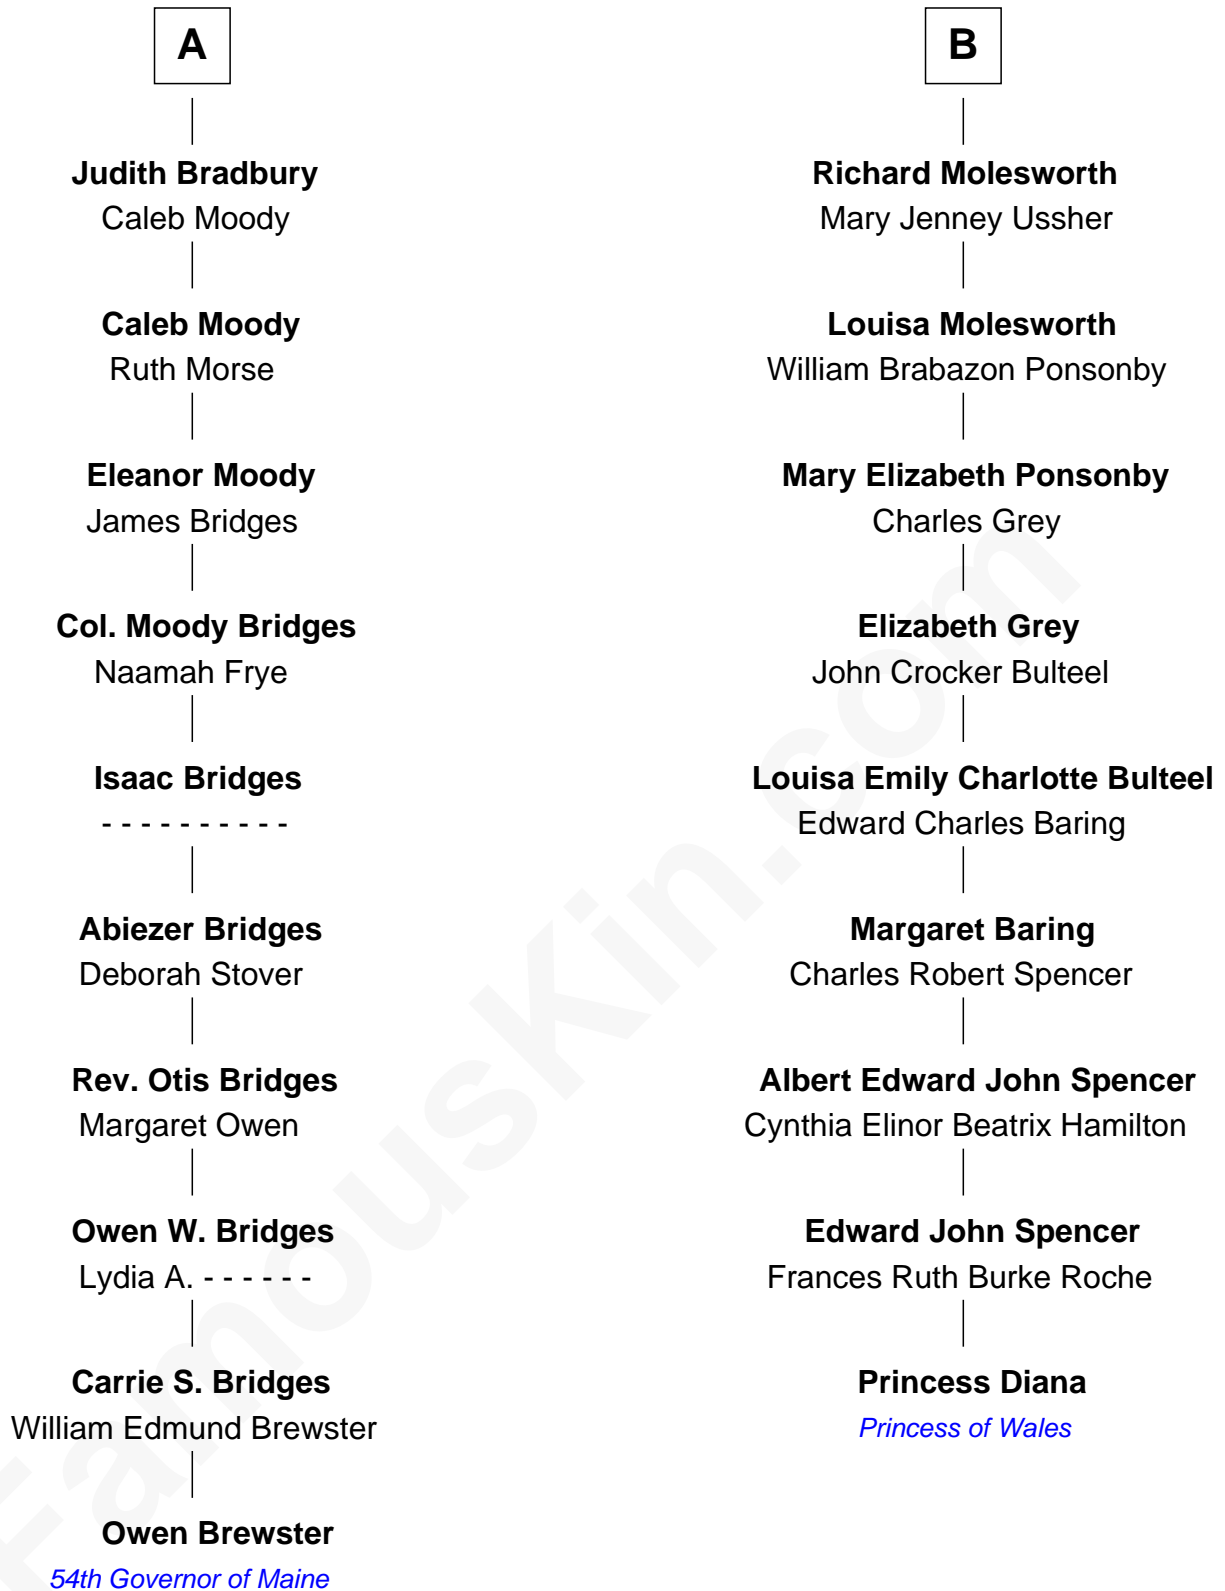 A
Judith Bradbury
Caleb Moody
Caleb Moody
Ruth Morse
Eleanor Moody
James Bridges
Col. Moody Bridges
Naamah Frye
Isaac Bridges
- - - - - - - - - -
Abiezer Bridges
Deborah Stover
Rev. Otis Bridges
Margaret Owen
Owen W. Bridges
Lydia A. - - - - - -
Carrie S. Bridges
William Edmund Brewster
Owen Brewster
54th Governor of Maine
B
Richard Molesworth
Mary Jenney Ussher
Louisa Molesworth
William Brabazon Ponsonby
Mary Elizabeth Ponsonby
Charles Grey
Elizabeth Grey
John Crocker Bulteel
Louisa Emily Charlotte Bulteel
Edward Charles Baring
Margaret Baring
Charles Robert Spencer
Albert Edward John Spencer
Cynthia Elinor Beatrix Hamilton
Edward John Spencer
Frances Ruth Burke Roche
Princess Diana
Princess of Wales
FamousKin.com